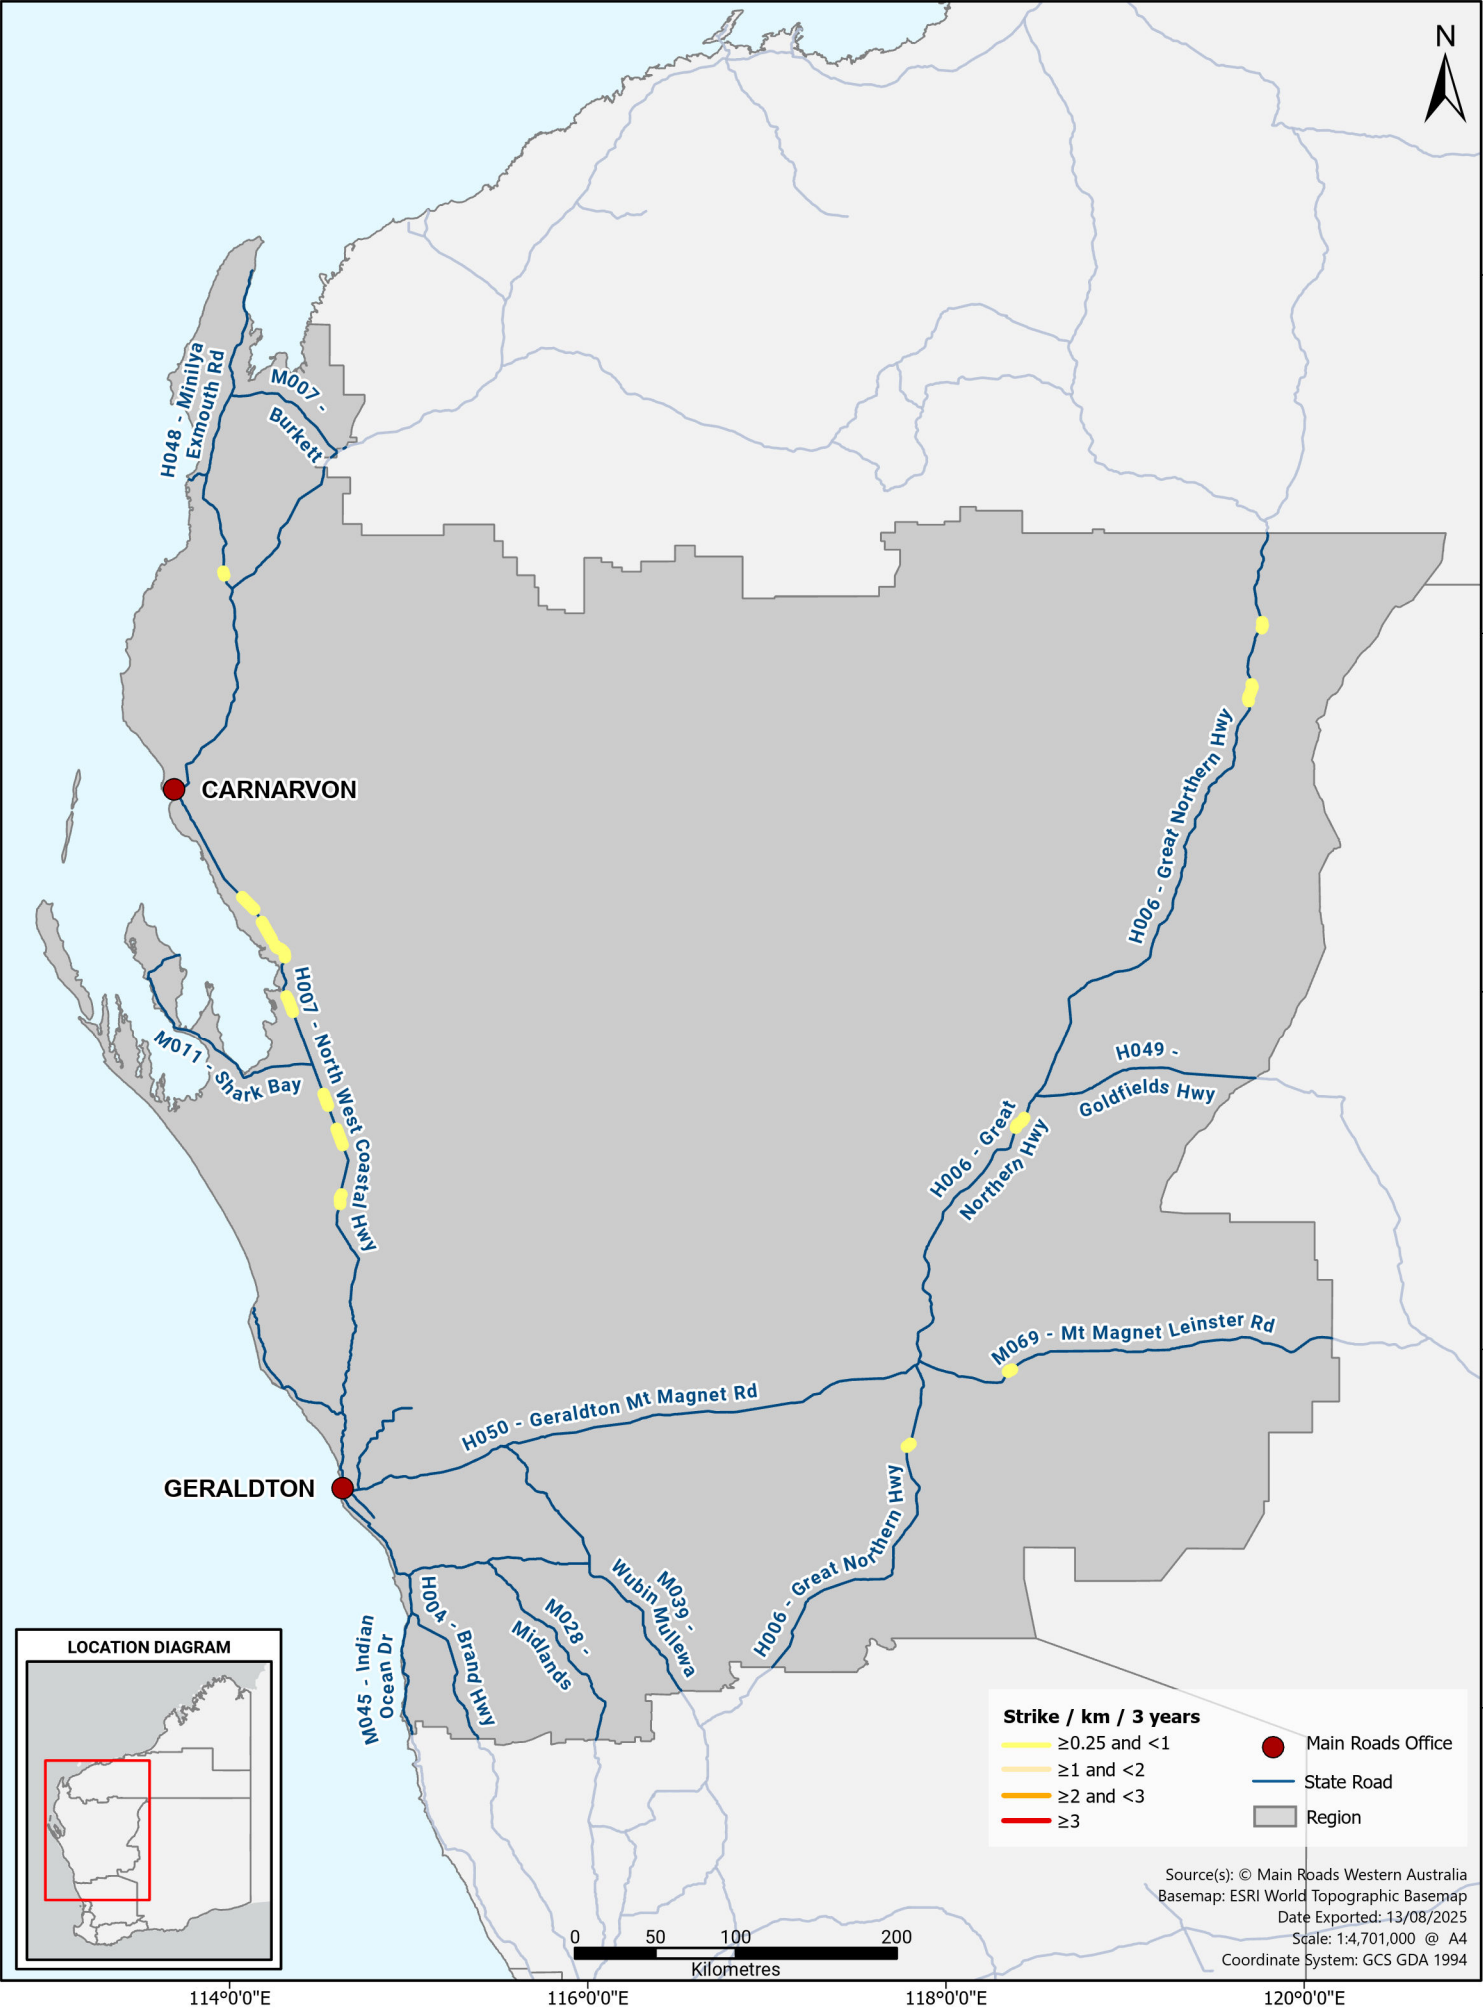 N
H048 - Minilya
Exmouth Rd
M007 -
Burkett
CARNARVON
H006 - Great Northern Hwy
H007 - North West Coastal Hwy
M011 - Shark Bay
H049 -
Goldfields Hwy
H006 - Great
Northern Hwy
M069 - Mt Magnet Leinster Rd
H050 - Geraldton Mt Magnet Rd
GERALDTON
H006 - Great Northern Hwy
M039 -
Wubin Mullewa
M028 -
Midlands
H004 - Brand Hwy
M045 - Indian
Ocean Dr
LOCATION DIAGRAM
Strike / km / 3 years
≥0.25 and <1
≥1 and <2
≥2 and <3
≥3
Main Roads Office
State Road
Region
Source(s): © Main Roads Western Australia
Basemap: ESRI World Topographic Basemap
Date Exported: 13/08/2025
Scale: 1:4,701,000 @ A4
Coordinate System: GCS GDA 1994
0 50 100 200
Kilometres
114°0'0"E 116°0'0"E 118°0'0"E 120°0'0"E